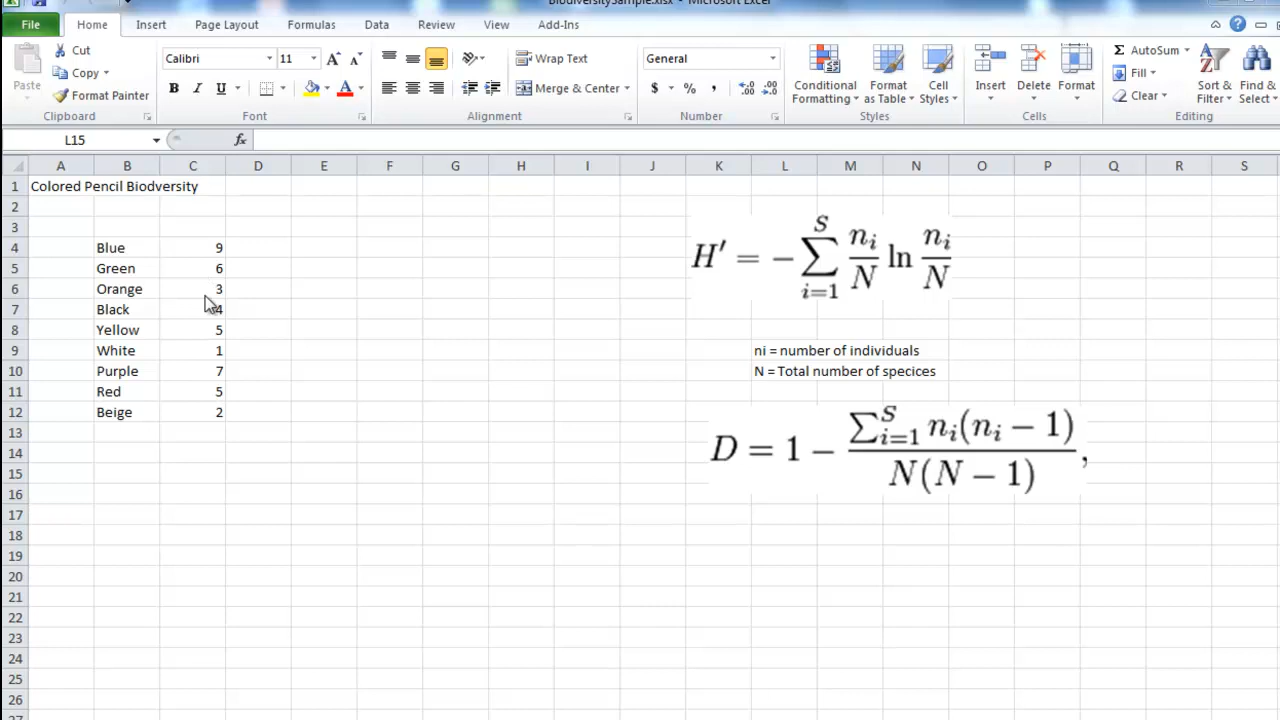 BiodversitySample.xlsx - Microsoft Excel
File Home Insert Page Layout Formulas Data Review View Add-Ins
Paste Cut Copy Format Painter Clipboard
Calibri 11 A A B I U A Font
Wrap Text Merge & Center Alignment
General $ % , Number
Conditional Formatting Format as Table Cell Styles Styles
Insert Delete Format Cells
Σ AutoSum Fill Clear Sort & Filter Find & Select Editing
L15 fx
A B C D E F G H I J K L M N O P Q R S
1 Colored Pencil Biodversity
2
3
4 Blue 9
5 Green 6
6 Orange 3
7 Black 4
8 Yellow 5
9 White 1
10 Purple 7
11 Red 5
12 Beige 2
13
14
15
16
17
18
19
20
21
22
23
24
25
26
27
H′ = − ∑_{i=1}^{S} n_i/N ln n_i/N
ni = number of individuals
N = Total number of specices
D = 1 − ∑_{i=1}^{S} n_i(n_i − 1) / N(N − 1),